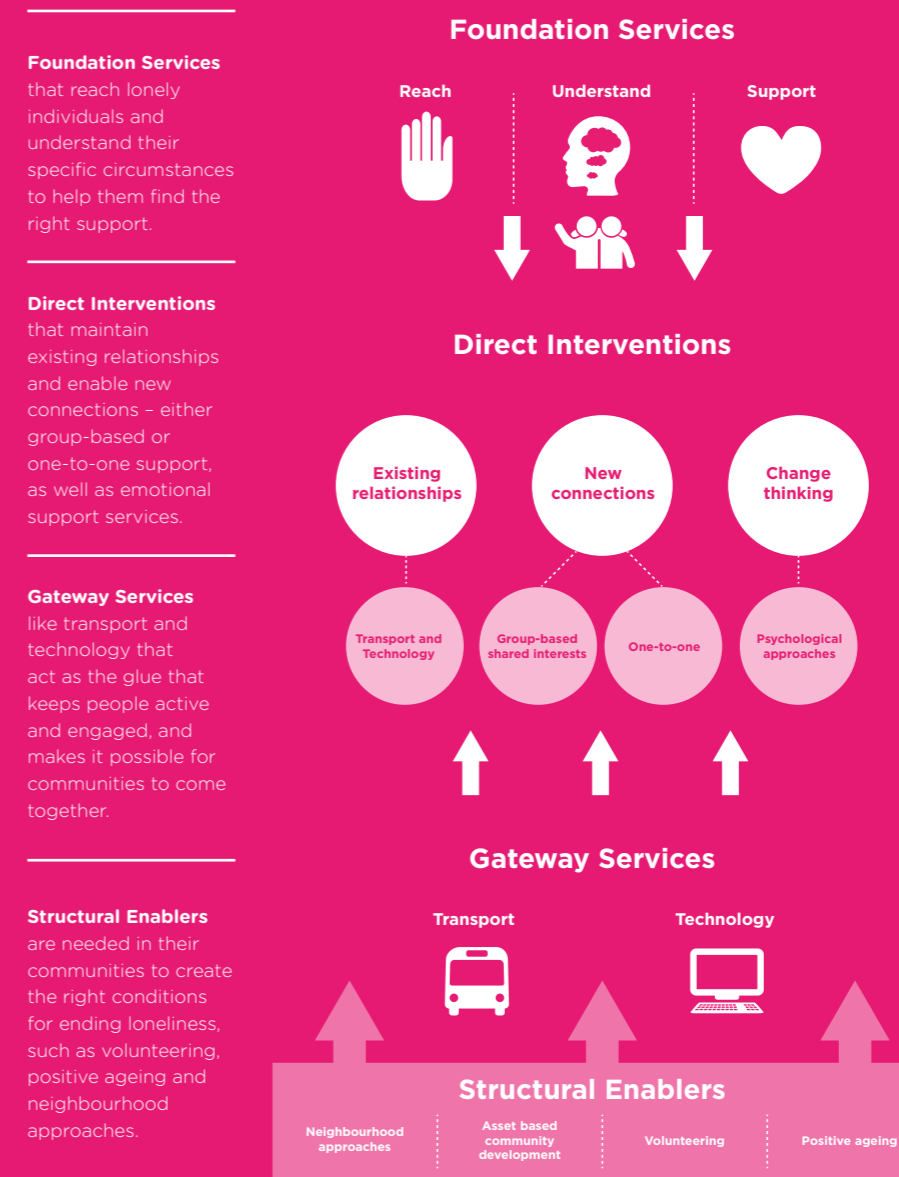 Foundation Services
that reach lonely
individuals and
understand their
specific circumstances
to help them find the
right support.
Direct Interventions
that maintain
existing relationships
and enable new
connections – either
group-based or
one-to-one support,
as well as emotional
support services.
Gateway Services
like transport and
technology that
act as the glue that
keeps people active
and engaged, and
makes it possible for
communities to come
together.
Structural Enablers
are needed in their
communities to create
the right conditions
for ending loneliness,
such as volunteering,
positive ageing and
neighbourhood
approaches.
Foundation Services
Reach
Understand
Support
Direct Interventions
Existing
relationships
New
connections
Change
thinking
Transport and
Technology
Group-based
shared interests
One-to-one
Psychological
approaches
Gateway Services
Transport
Technology
Structural Enablers
Neighbourhood
approaches
Asset based
community
development
Volunteering
Positive ageing